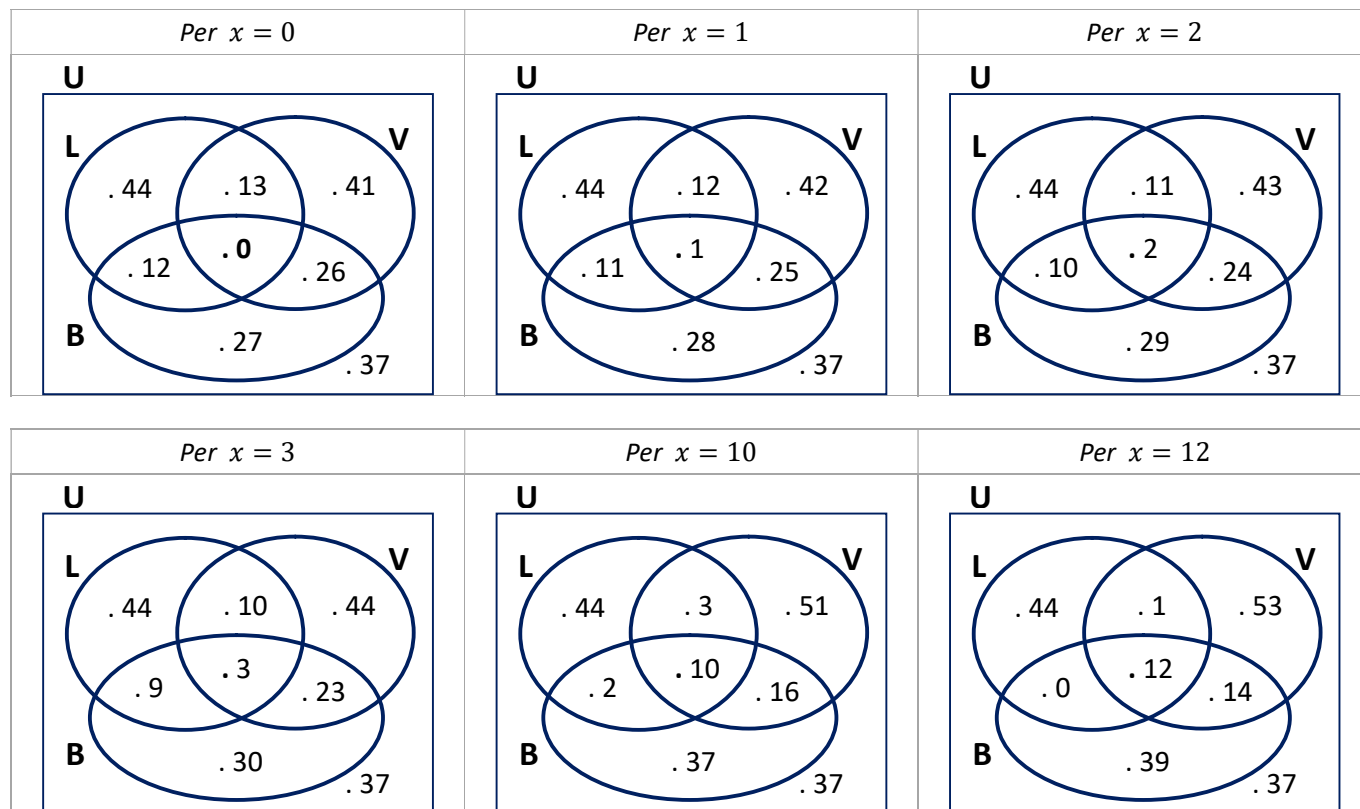 Per x = 0 Per x = 1 Per x = 2
U U U
L V L V L V
. 44 . 13 . 41 . 44 . 12 . 42 . 44 . 11 . 43
. 12 . 0 . 26 . 11 . 1 . 25 . 10 . 2 . 24
B . 27 . 37 B . 28 . 37 B . 29 . 37
Per x = 3 Per x = 10 Per x = 12
U U U
L V L V L V
. 44 . 10 . 44 . 44 . 3 . 51 . 44 . 1 . 53
. 9 . 3 . 23 . 2 . 10 . 16 . 0 . 12 . 14
B . 30 . 37 B . 37 . 37 B . 39 . 37